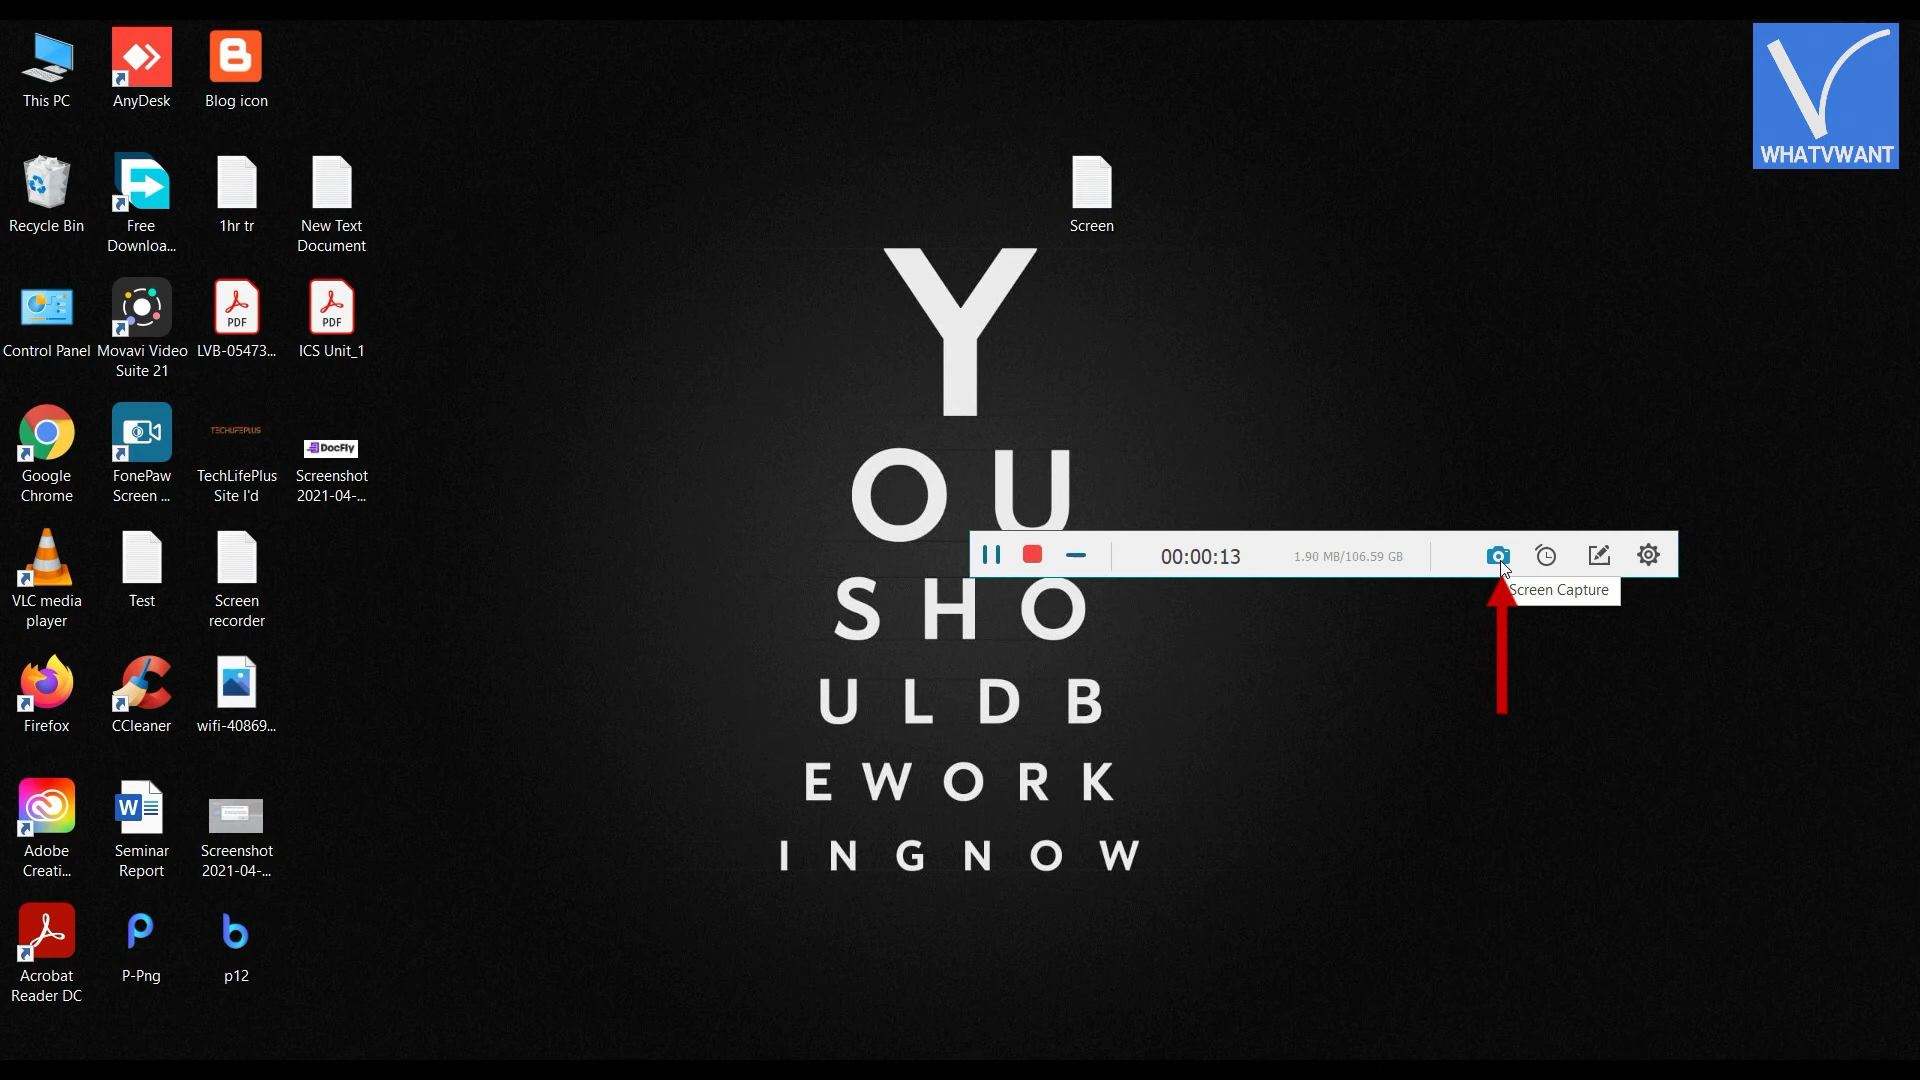 This PC
AnyDesk
Blog icon
WHATVWANT
Recycle Bin
Free
Downloa...
1hr tr
New Text
Document
Screen
Control Panel
Movavi Video
Suite 21
PDF
LVB-05473...
PDF
ICS Unit_1
Google
Chrome
FonePaw
Screen ...
TECHLIFEPLUS
TechLifePlus
Site I'd
DocFly
Screenshot
2021-04-...
VLC media
player
Test
Screen
recorder
Firefox
CCleaner
wifi-40869...
Adobe
Creati...
W
Seminar
Report
Screenshot
2021-04-...
Acrobat
Reader DC
P-Png
p12
Y
O U
S H O
U L D B
E W O R K
I N G N O W
00:00:13
1.90 MB/106.59 GB
Screen Capture